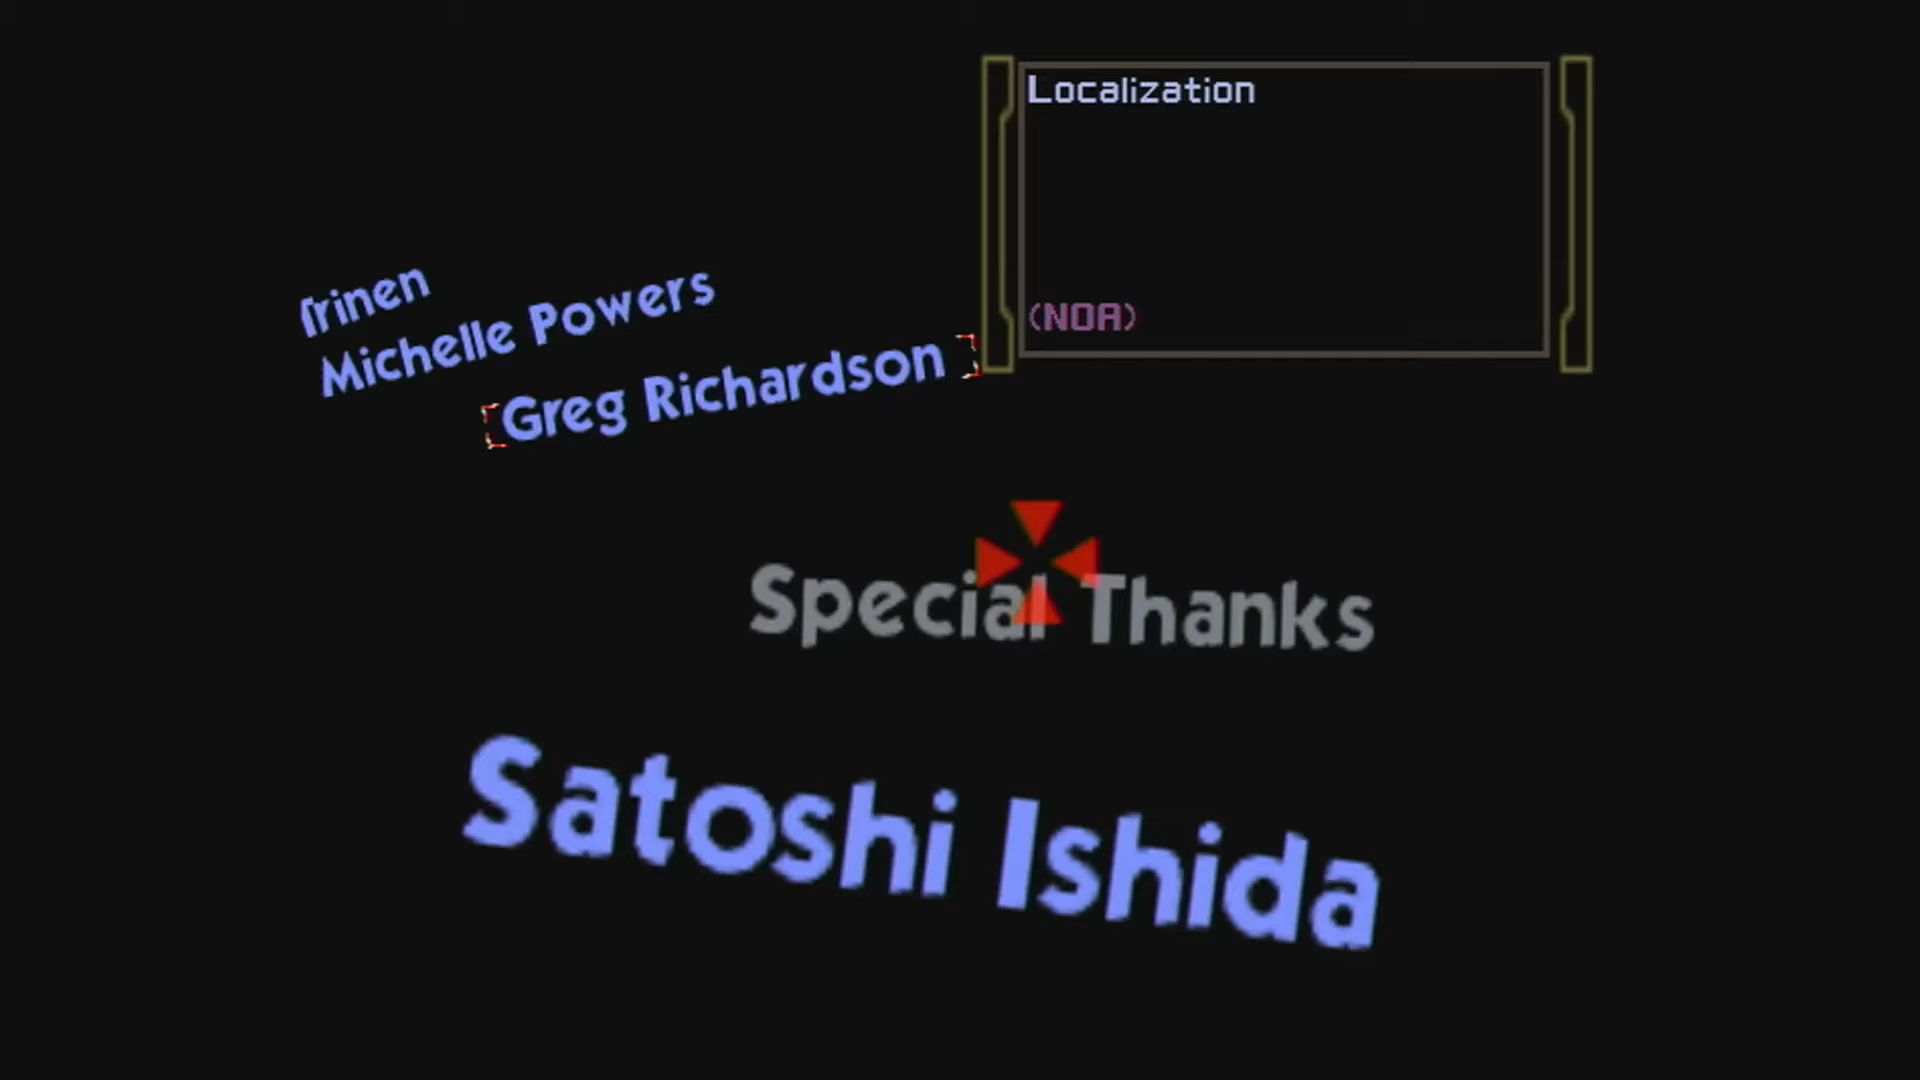 Localization
(NOA)
Michelle Powers
Greg Richardson
Special Thanks
Satoshi Ishida